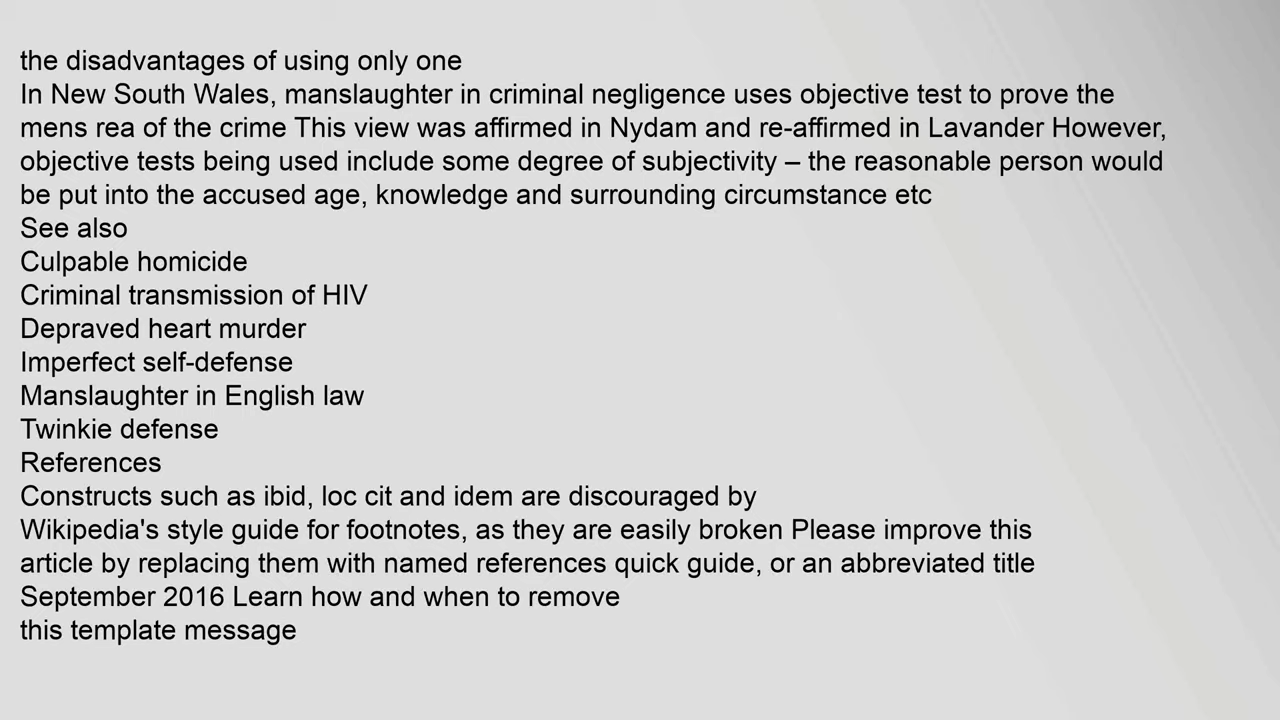 the disadvantages of using only one
In New South Wales, manslaughter in criminal negligence uses objective test to prove the
mens rea of the crime This view was affirmed in Nydam and re-affirmed in Lavander However,
objective tests being used include some degree of subjectivity – the reasonable person would
be put into the accused age, knowledge and surrounding circumstance etc
See also
Culpable homicide
Criminal transmission of HIV
Depraved heart murder
Imperfect self-defense
Manslaughter in English law
Twinkie defense
References
Constructs such as ibid, loc cit and idem are discouraged by
Wikipedia's style guide for footnotes, as they are easily broken Please improve this
article by replacing them with named references quick guide, or an abbreviated title
September 2016 Learn how and when to remove
this template message